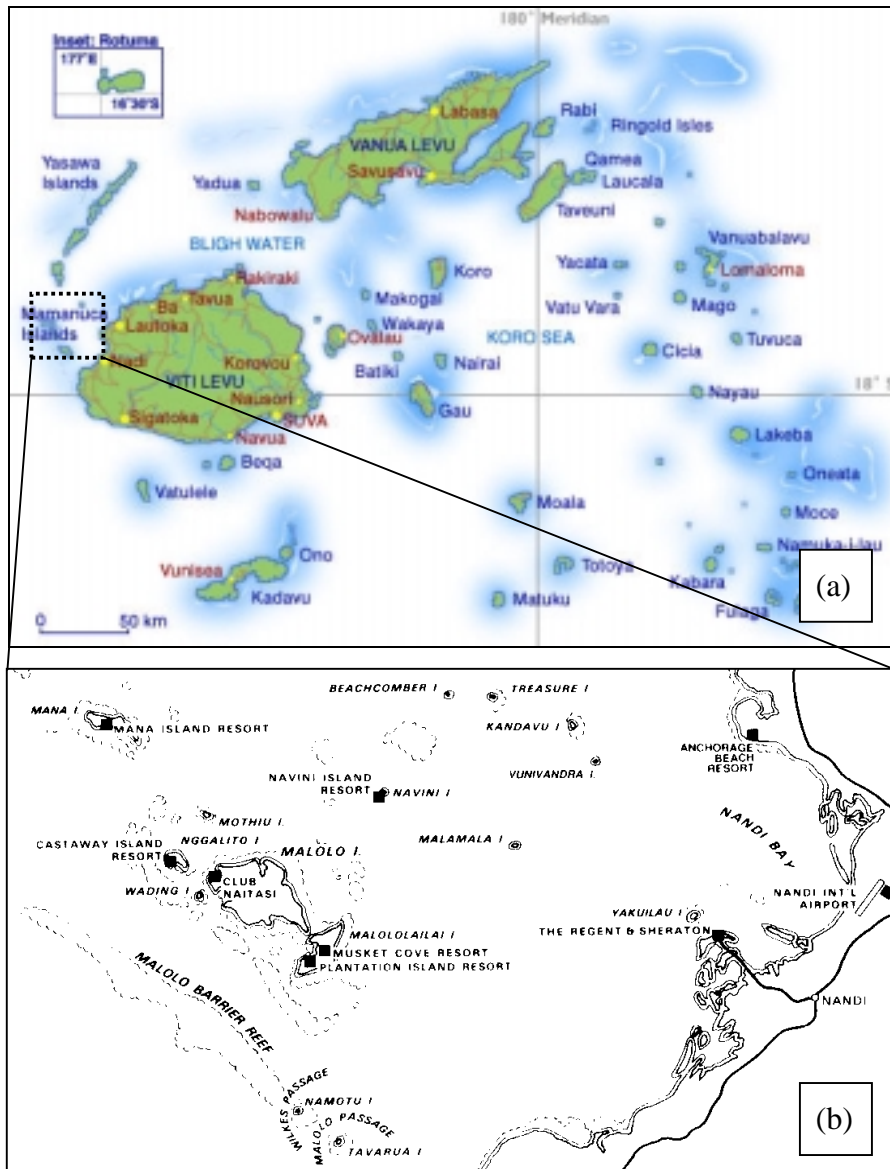 180° Meridian
Inset: Rotuma
177°E
16°30'S
Labasa
Rabi
Ringold Isles
VANUA LEVU
Yasawa
Islands
Yadua
Savusavu
Qamea
Laucala
Taveuni
Nabowalu
BLIGH WATER
Vanuabalavu
Koro
Yacata
Lomaloma
Rakiraki
Makogai
Vatu Vara
Mago
Mamanuca
Islands
Ba
Tavua
Lautoka
Wakaya
Ovalau
KORO SEA
Tuvuca
Nadi
Korovou
Batiki
Nairai
Cicia
VITI LEVU
18° S
Nausori
Nayau
Sigatoka
SUVA
Gau
Navua
Lakeba
Beqa
Oneata
Vatulele
Moala
Moce
Ono
Namuka-i-lau
Vunisea
Totoya
Kabara
Kadavu
Matuku
Fulaga
(a)
0 50 km
BEACHCOMBER I
TREASURE I
MANA I.
MANA ISLAND RESORT
KANDAVU I
ANCHORAGE
BEACH
RESORT
NAVINI ISLAND
RESORT
NAVINI I
VUNIVANDRA I.
MOTHIU I.
NANDI BAY
NGGALITO I
CASTAWAY ISLAND
RESORT
MALOLO I.
MALAMALA I
CLUB
NAITASI
WADING I
NANDI INT'L
AIRPORT
YAKUILAU I
MALOLOLAILAI I
THE REGENT & SHERATON
MUSKET COVE RESORT
PLANTATION ISLAND RESORT
MALOLO BARRIER REEF
NANDI
WILKES PASSAGE
NAMOTU I
MALOLO PASSAGE
TAVARUA I
(b)